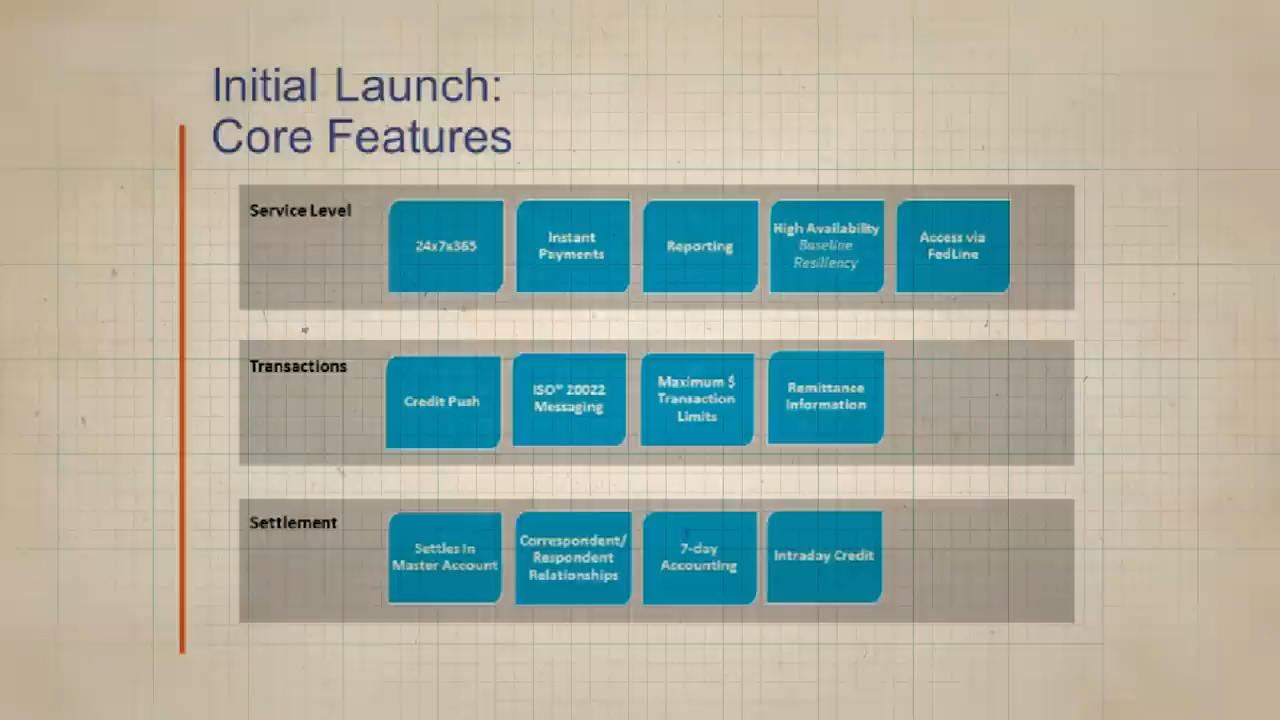 Initial Launch:
Core Features
Service Level
24x7x365
Instant
Payments
Reporting
High Availability
Baseline
Resiliency
Access via
FedLine
Transactions
Credit Push
ISO® 20022
Messaging
Maximum $
Transaction
Limits
Remittance
Information
Settlement
Settles in
Master Account
Correspondent/
Respondent
Relationships
7-day
Accounting
Intraday Credit